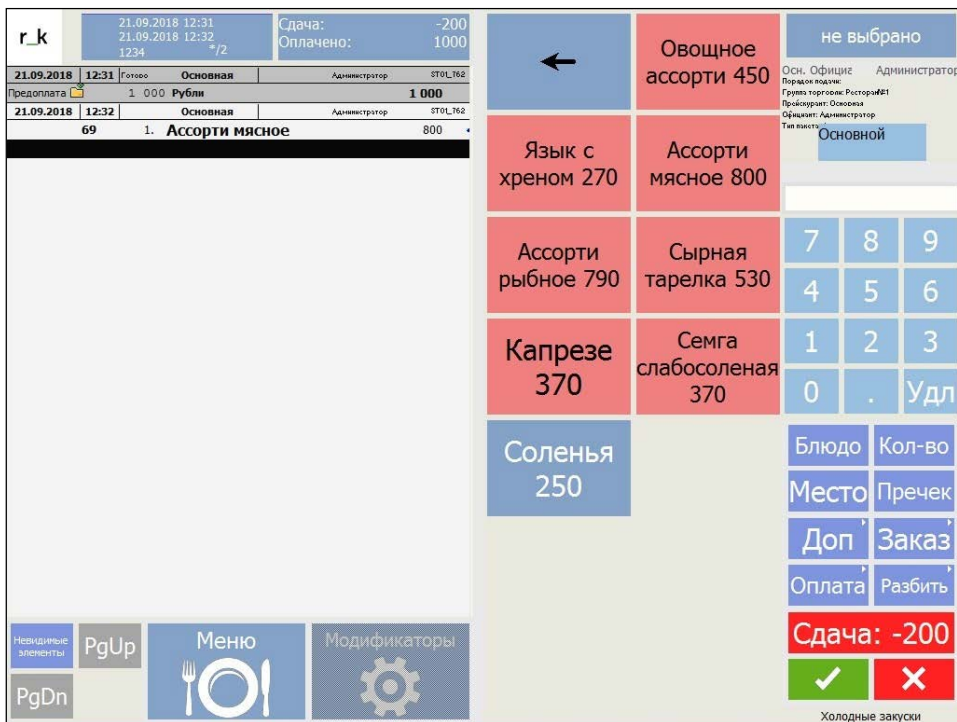 r_k
21.09.2018 12:31
21.09.2018 12:32
1234 */2
Сдача: -200
Оплачено: 1000
21.09.2018 12:31 Готово Основная Администратор ST01_T62
Предоплата 1 000 Рубли 1 000
21.09.2018 12:32 Основная Администратор ST01_T62
69 1. Ассорти мясное 800
Овощное
ассорти 450
Язык с
хреном 270
Ассорти
мясное 800
Ассорти
рыбное 790
Сырная
тарелка 530
Капрезе
370
Семга
слабосоленая
370
Соленья
250
не выбрано
Осн. Официа Администратор
Порядок подачи:
Группа торговли: Ресторан№1
Прейскурант: Основная
Официант: Администратор
Тип пакета:
Основной
7 8 9
4 5 6
1 2 3
0 . Удл
Блюдо Кол-во
Место Пречек
Доп Заказ
Оплата Разбить
Сдача: -200
Холодные закуски
Невидимые
элементы
PgUp
PgDn
Меню
Модификаторы